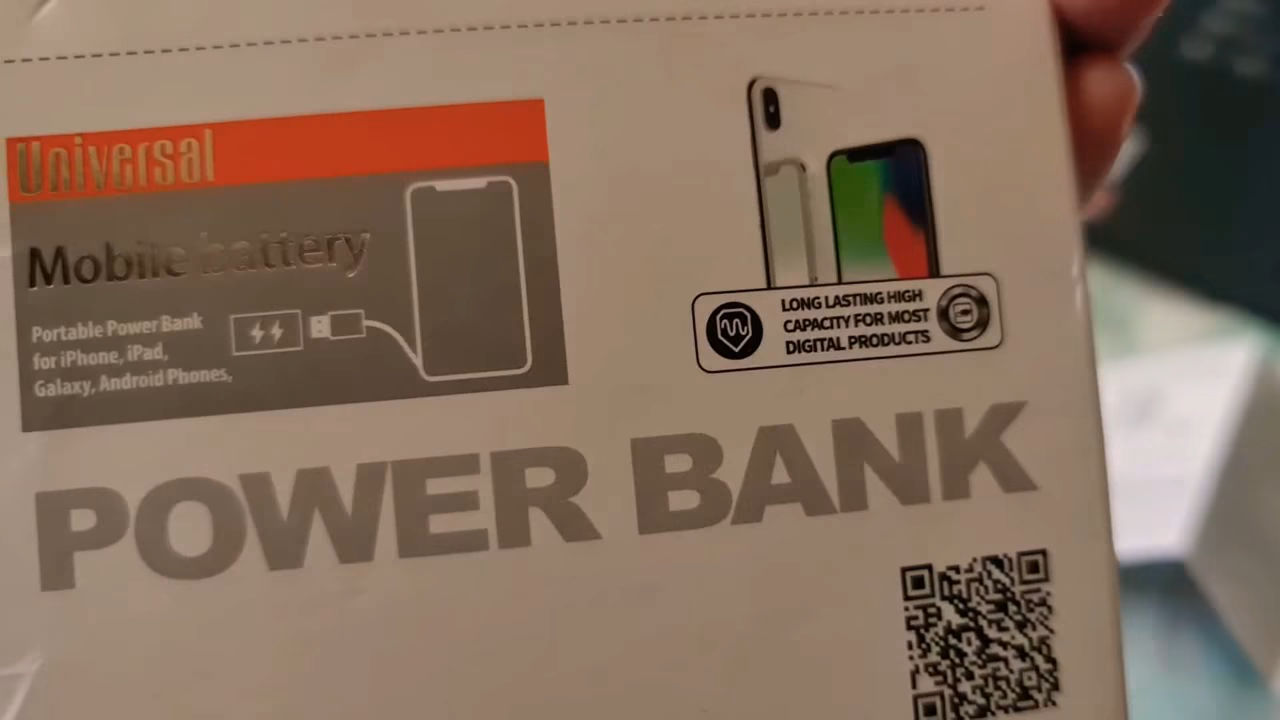 Universal
Mobile battery
Portable Power Bank
for iPhone, iPad,
Galaxy, Android Phones,
LONG LASTING HIGH
CAPACITY FOR MOST
DIGITAL PRODUCTS
POWER BANK